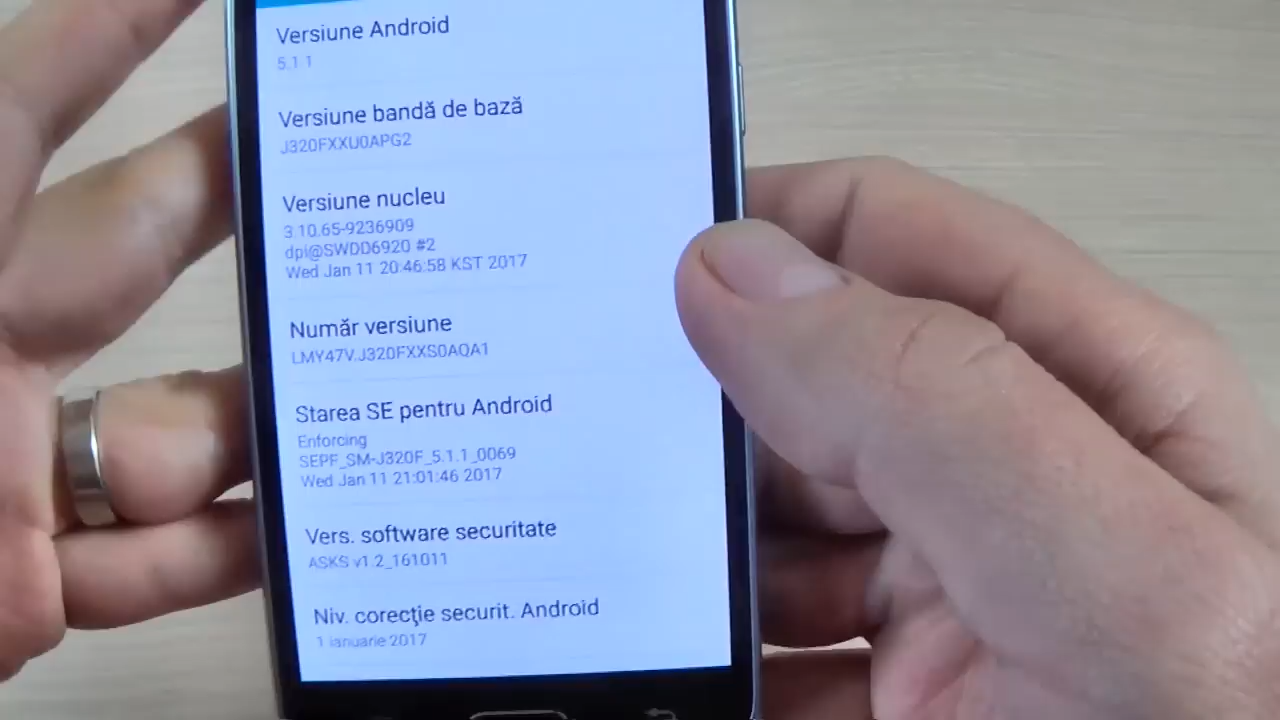 Versiune Android
5.1.1
Versiune bandă de bază
J320FXXU0APG2
Versiune nucleu
3.10.65-9236909
dpi@SWDD6920 #2
Wed Jan 11 20:46:58 KST 2017
Număr versiune
LMY47V.J320FXXS0AQA1
Starea SE pentru Android
Enforcing
SEPF_SM-J320F_5.1.1_0069
Wed Jan 11 21:01:46 2017
Vers. software securitate
ASKS v1.2_161011
Niv. corecţie securit. Android
1 ianuarie 2017